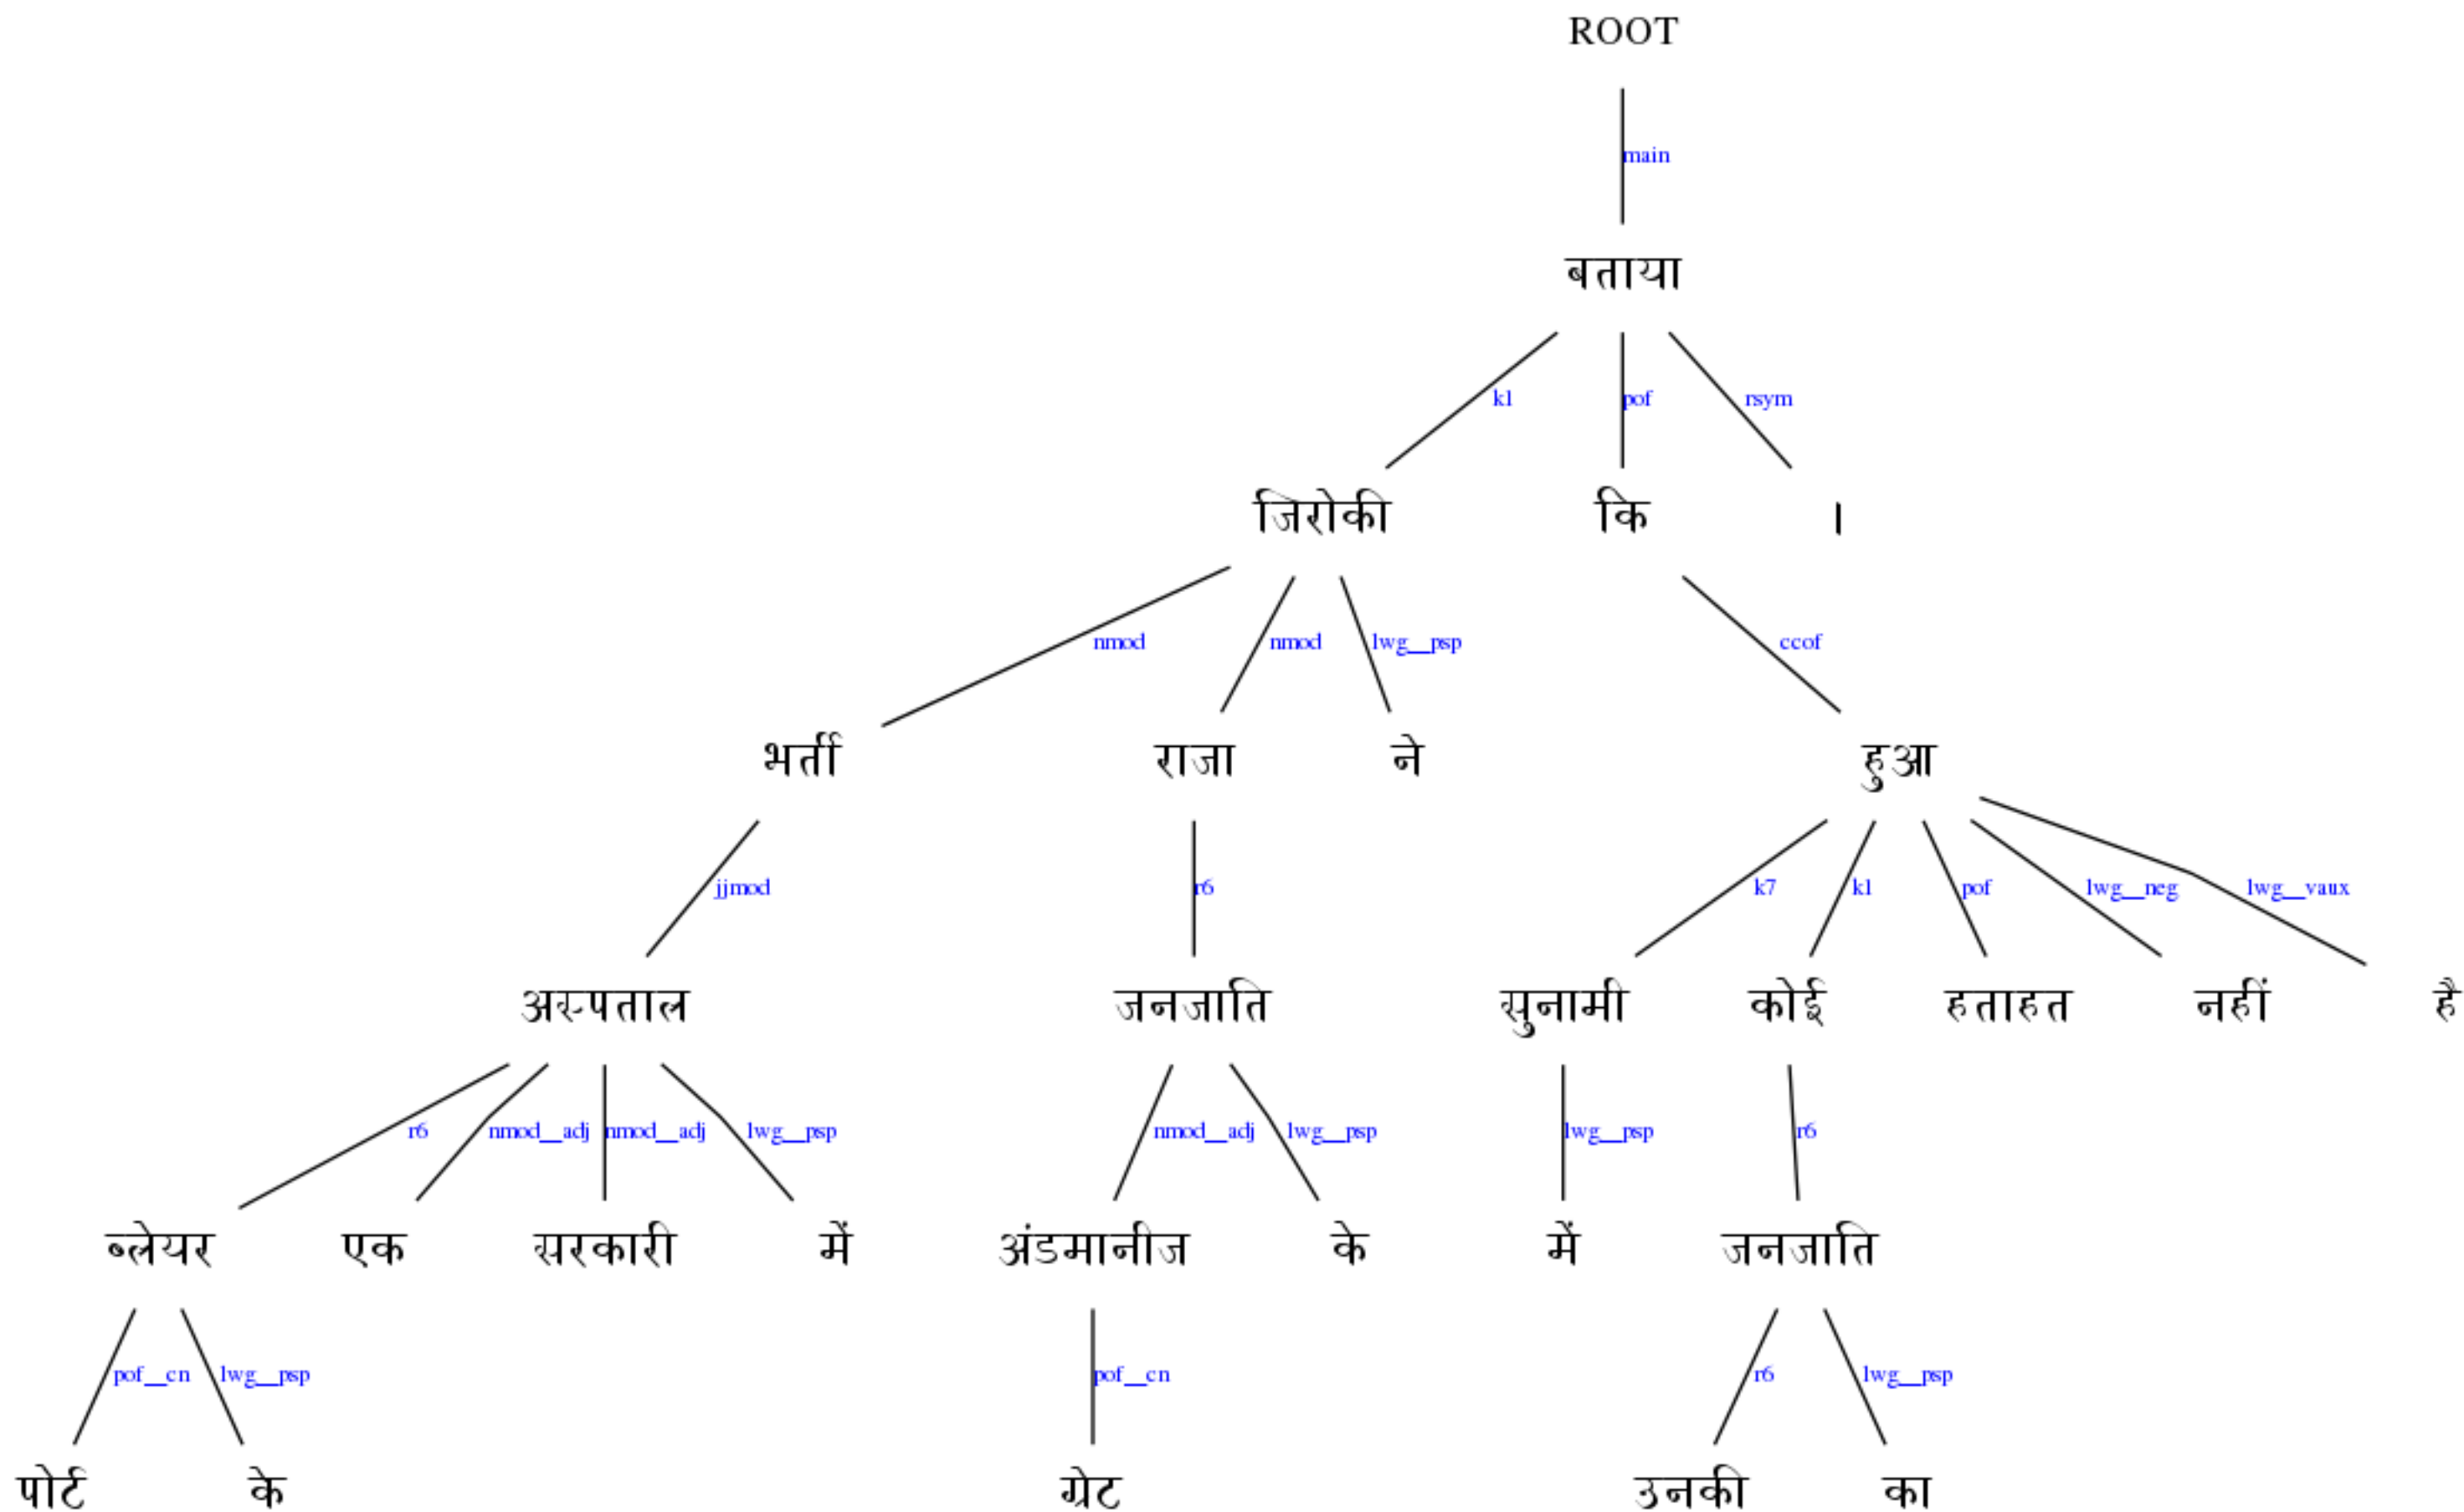 ROOT
main
बताया
k1 pof rsym
जिरोकी कि ।
nmod nmod lwg__psp ccof
भर्ती राजा ने हुआ
jjmod r6 k7 k1 pof lwg__neg lwg__vaux
अस्पताल जनजाति सुनामी कोई हताहत नहीं है
r6 nmod__adj nmod__adj lwg__psp nmod__adj lwg__psp lwg__psp r6
ब्लेयर एक सरकारी में अंडमानीज के में जनजाति
pof__cn lwg__psp pof__cn r6 lwg__psp
पोर्ट के ग्रेट उनकी का